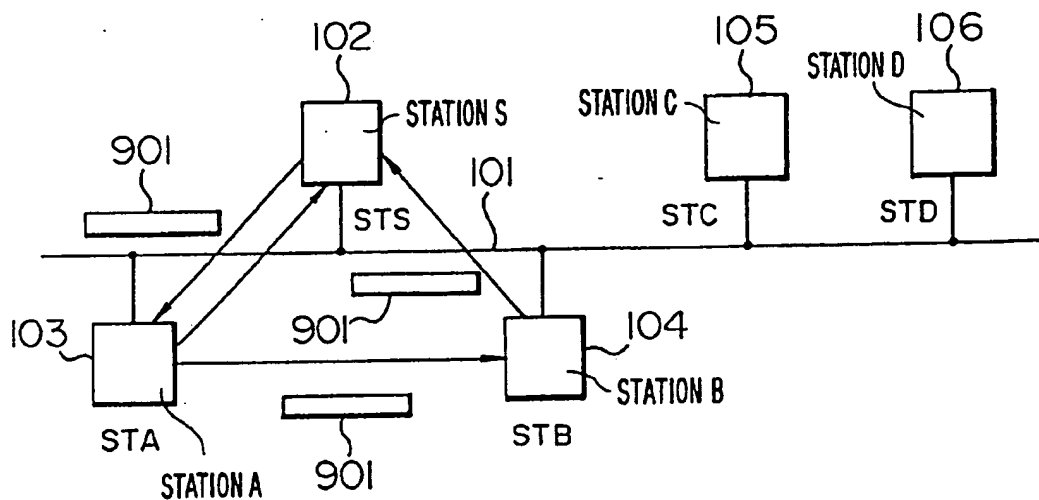 102
STATION S
105
STATION C
106
STATION D
901
101
STS
STC
STD
901
103
104
STATION B
STA
STB
901
STATION A